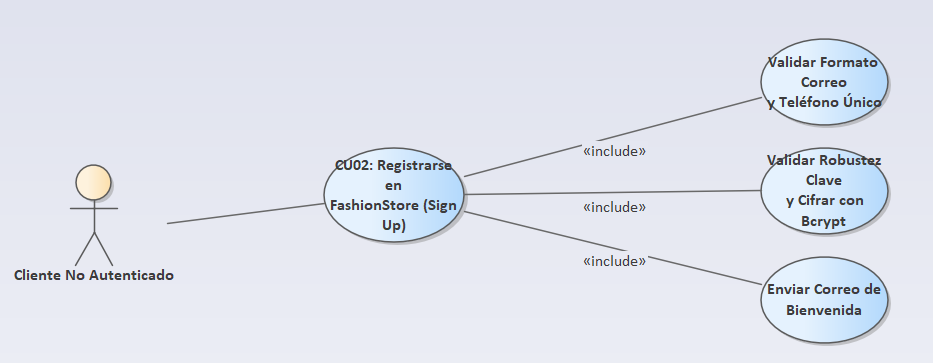 Cliente No Autenticado
CU02: Registrarse
en
FashionStore (Sign
Up)
«include»
«include»
«include»
Validar Formato
Correo
y Teléfono Único
Validar Robustez
Clave
y Cifrar con
Bcrypt
Enviar Correo de
Bienvenida